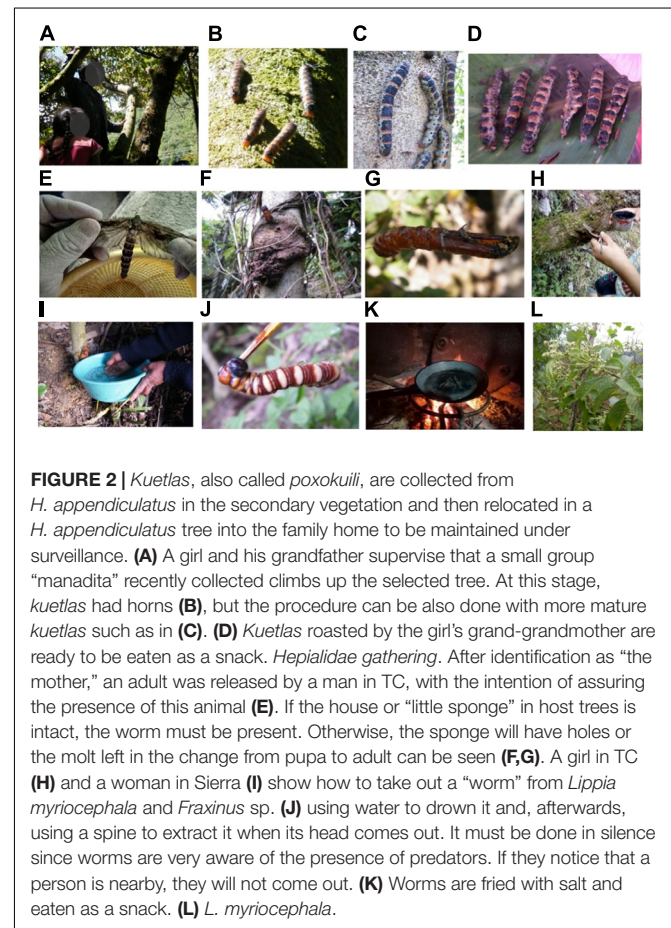 A
B
C
D
E
F
G
H
I
J
K
L
FIGURE 2 | Kuetlas, also called poxokuili, are collected from
H. appendiculatus in the secondary vegetation and then relocated in a
H. appendiculatus tree into the family home to be maintained under
surveillance. (A) A girl and his grandfather supervise that a small group
“manadita” recently collected climbs up the selected tree. At this stage,
kuetlas had horns (B), but the procedure can be also done with more mature
kuetlas such as in (C). (D) Kuetlas roasted by the girl’s grand-grandmother are
ready to be eaten as a snack. Hepialidae gathering. After identification as “the
mother,” an adult was released by a man in TC, with the intention of assuring
the presence of this animal (E). If the house or “little sponge” in host trees is
intact, the worm must be present. Otherwise, the sponge will have holes or
the molt left in the change from pupa to adult can be seen (F,G). A girl in TC
(H) and a woman in Sierra (I) show how to take out a “worm” from Lippia
myriocephala and Fraxinus sp. (J) using water to drown it and, afterwards,
using a spine to extract it when its head comes out. It must be done in silence
since worms are very aware of the presence of predators. If they notice that a
person is nearby, they will not come out. (K) Worms are fried with salt and
eaten as a snack. (L) L. myriocephala.